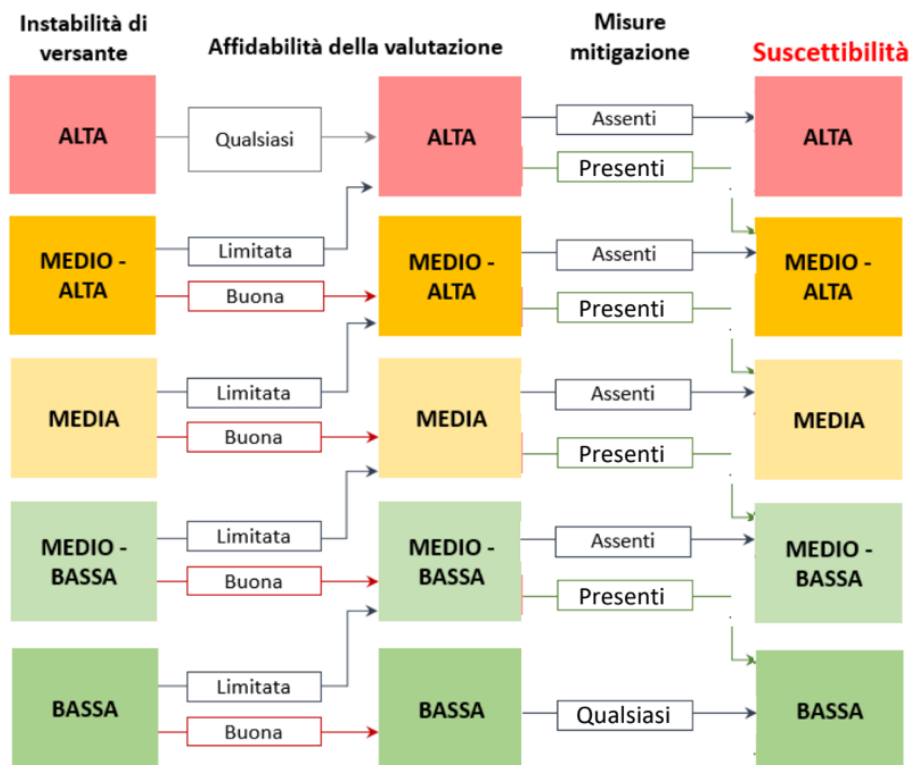 Instabilità di
versante
Affidabilità della valutazione
Misure
mitigazione
Suscettibilità
ALTA
Qualsiasi
ALTA
Assenti
Presenti
ALTA
MEDIO -
ALTA
Limitata
Buona
MEDIO -
ALTA
Assenti
Presenti
MEDIO -
ALTA
MEDIA
Limitata
Buona
MEDIA
Assenti
Presenti
MEDIA
MEDIO -
BASSA
Limitata
Buona
MEDIO -
BASSA
Assenti
Presenti
MEDIO -
BASSA
BASSA
Limitata
Buona
BASSA
Qualsiasi
BASSA